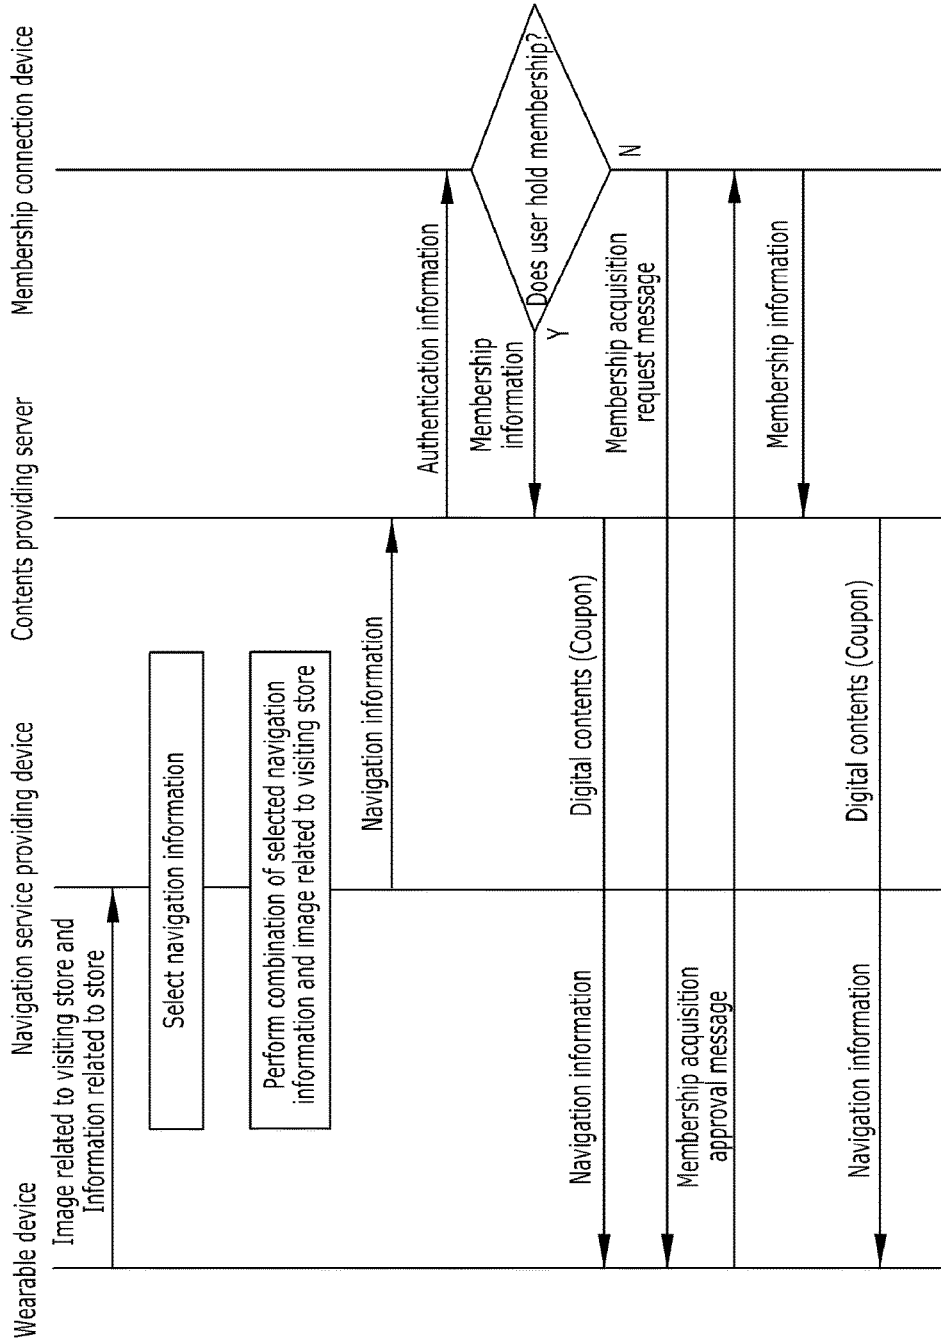 Wearable device
Navigation service providing device
Contents providing server
Membership connection device
Image related to visiting store and
Information related to store
Select navigation information
Perform combination of selected navigation
information and image related to visiting store
Navigation information
Authentication information
Does user hold membership?
Y
Membership
information
Navigation information
Digital contents (Coupon)
N
Membership acquisition
request message
Membership acquisition
approval message
Membership information
Navigation information
Digital contents (Coupon)